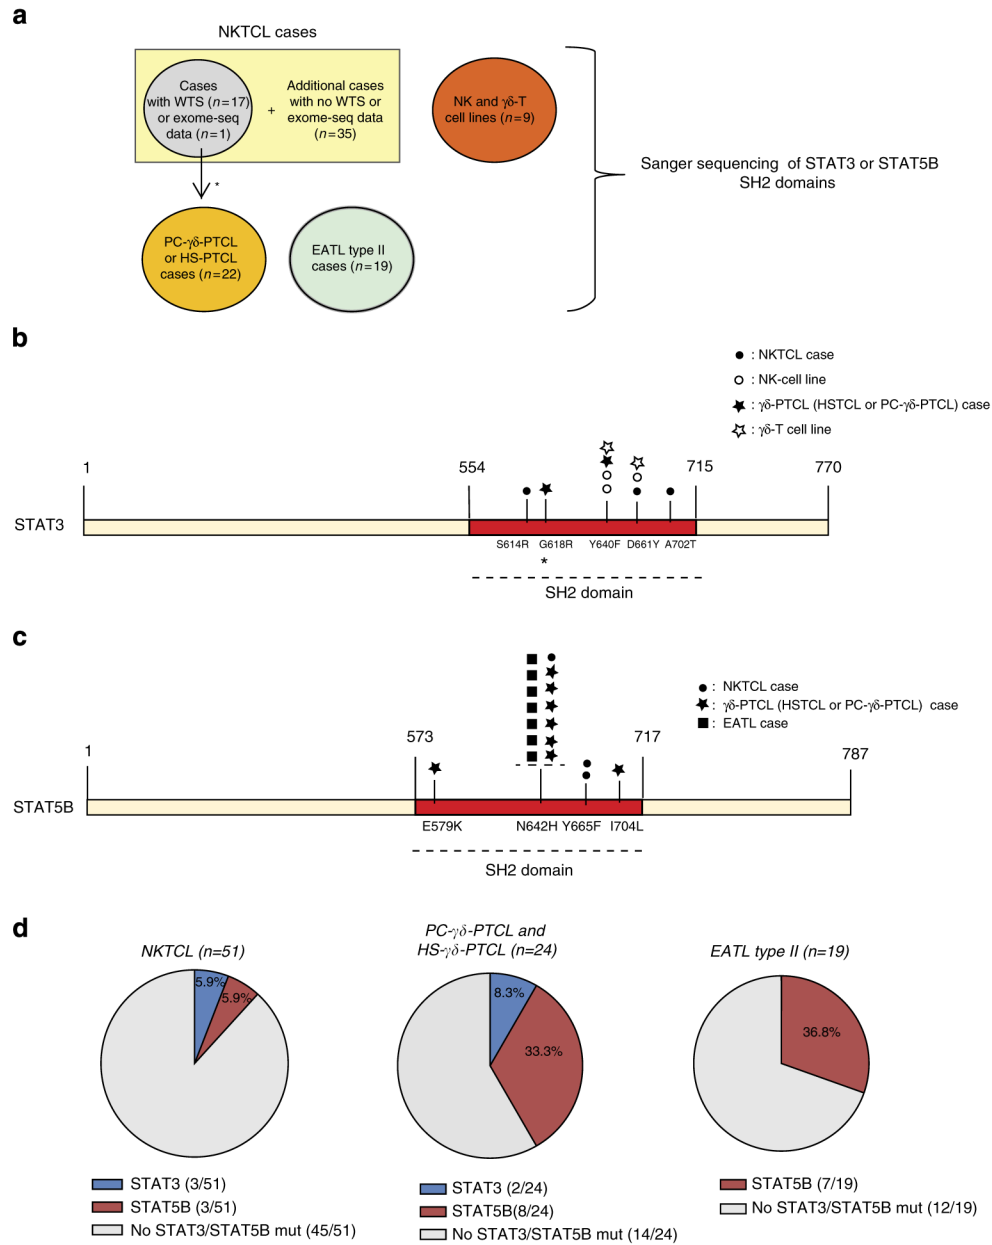 a
NKTCL cases
Cases
with WTS (n=17)
or exome-seq
data (n=1)
+
Additional cases
with no WTS or
exome-seq data
(n=35)
NK and γδ-T
cell lines (n=9)
*
PC-γδ-PTCL
or HS-PTCL
cases (n=22)
EATL type II
cases (n=19)
Sanger sequencing of STAT3 or STAT5B
SH2 domains
b
: NKTCL case
: NK-cell line
: γδ-PTCL (HSTCL or PC-γδ-PTCL) case
: γδ-T cell line
1
554
715
770
STAT3
S614R
G618R
Y640F
D661Y
A702T
*
SH2 domain
c
: NKTCL case
: γδ-PTCL (HSTCL or PC-γδ-PTCL) case
: EATL case
1
573
717
787
STAT5B
E579K
N642H
Y665F
I704L
SH2 domain
d
NKTCL (n=51)
5.9%
5.9%
STAT3 (3/51)
STAT5B (3/51)
No STAT3/STAT5B mut (45/51)
PC-γδ-PTCL and
HS-γδ-PTCL (n=24)
8.3%
33.3%
STAT3 (2/24)
STAT5B(8/24)
No STAT3/STAT5B mut (14/24)
EATL type II (n=19)
36.8%
STAT5B (7/19)
No STAT3/STAT5B mut (12/19)